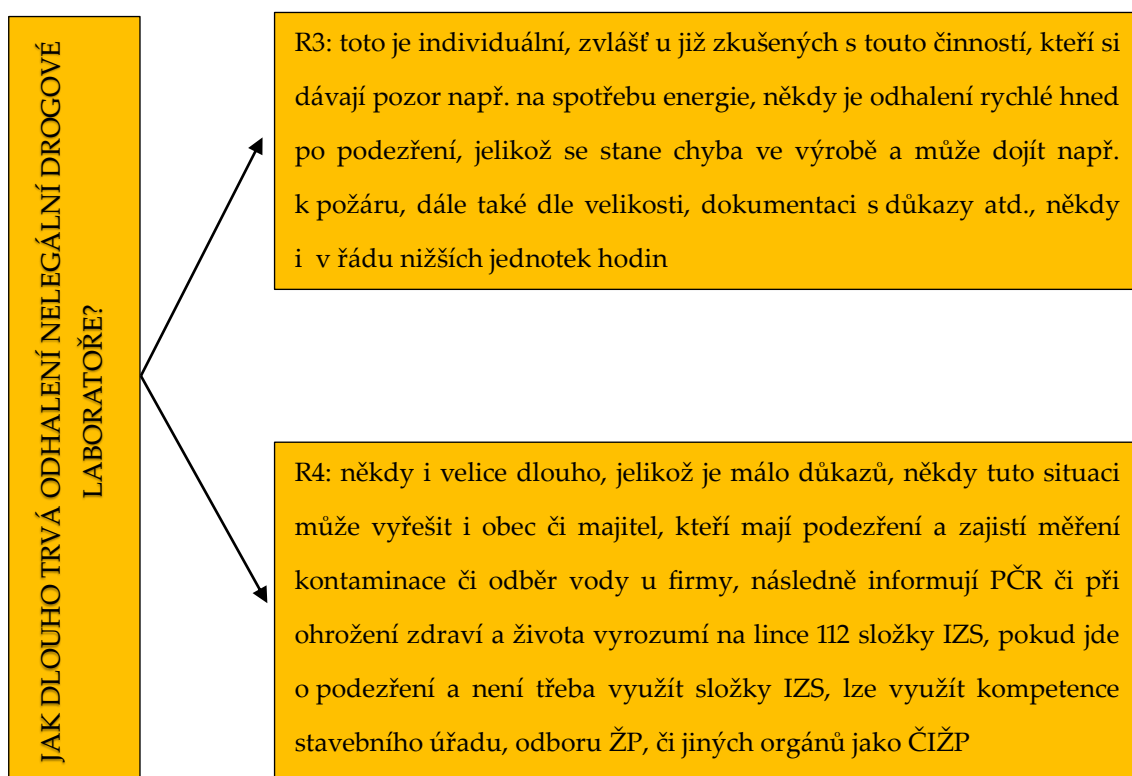 JAK DLOUHO TRVÁ ODHALENÍ NELEGÁLNÍ DROGOVÉ
LABORATOŘE?
R3: toto je individuální, zvlášť u již zkušených s touto činností, kteří si
dávají pozor např. na spotřebu energie, někdy je odhalení rychlé hned
po podezření, jelikož se stane chyba ve výrobě a může dojít např.
k požáru, dále také dle velikosti, dokumentaci s důkazy atd., někdy
i v řádu nižších jednotek hodin
R4: někdy i velice dlouho, jelikož je málo důkazů, někdy tuto situaci
může vyřešit i obec či majitel, kteří mají podezření a zajistí měření
kontaminace či odběr vody u firmy, následně informují PČR či při
ohrožení zdraví a života vyrozumí na lince 112 složky IZS, pokud jde
o podezření a není třeba využít složky IZS, lze využít kompetence
stavebního úřadu, odboru ŽP, či jiných orgánů jako ČIŽP